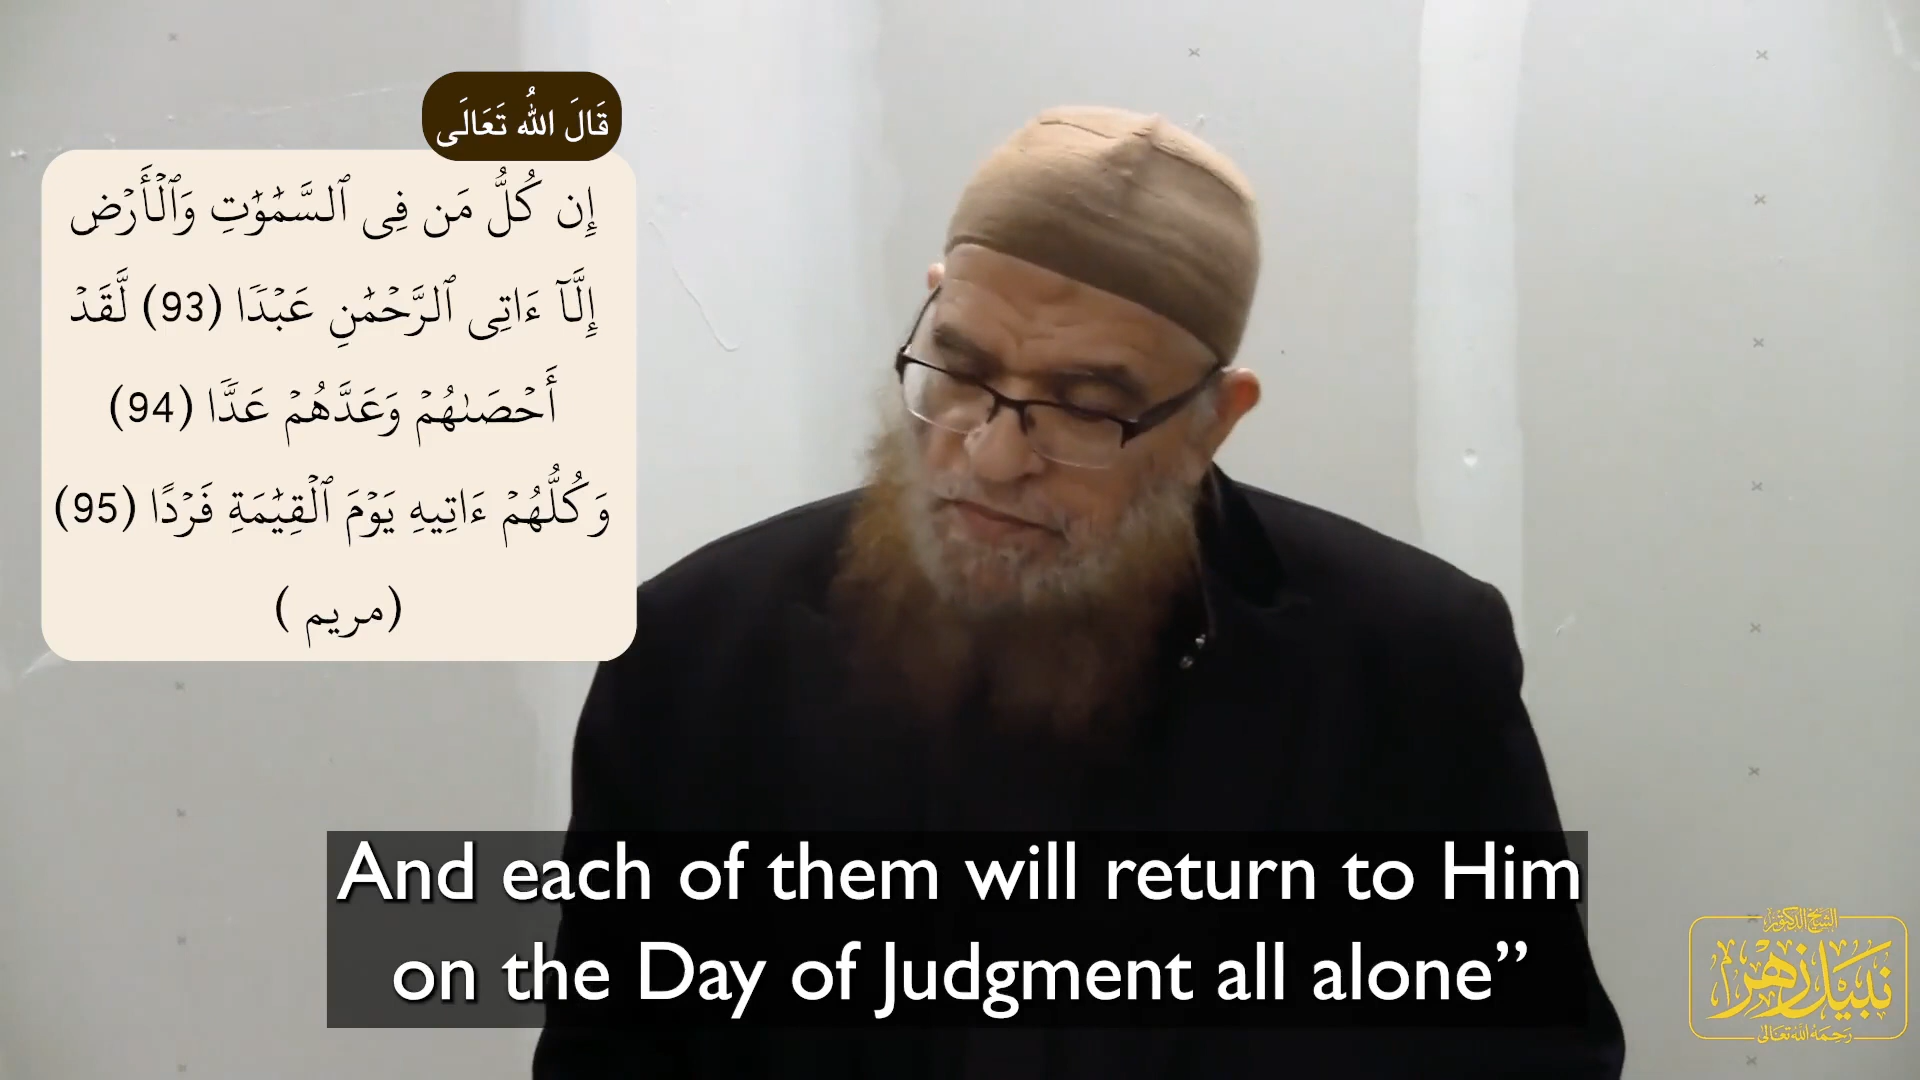 قَالَ اللهُ تَعَالَى
إِن كُلُّ مَن فِى ٱلسَّمَٰوَٰتِ وَٱلْأَرْضِ
إِلَّآ ءَاتِى ٱلرَّحْمَٰنِ عَبْدًا (93) لَّقَدْ
أَحْصَىٰهُمْ وَعَدَّهُمْ عَدًّا (94)
وَكُلُّهُمْ ءَاتِيهِ يَوْمَ ٱلْقِيَٰمَةِ فَرْدًا (95)
(مريم )
And each of them will return to Him
on the Day of Judgment all alone”
الشيخ الدكتور
نبيل زهر
رحمه الله تعالى